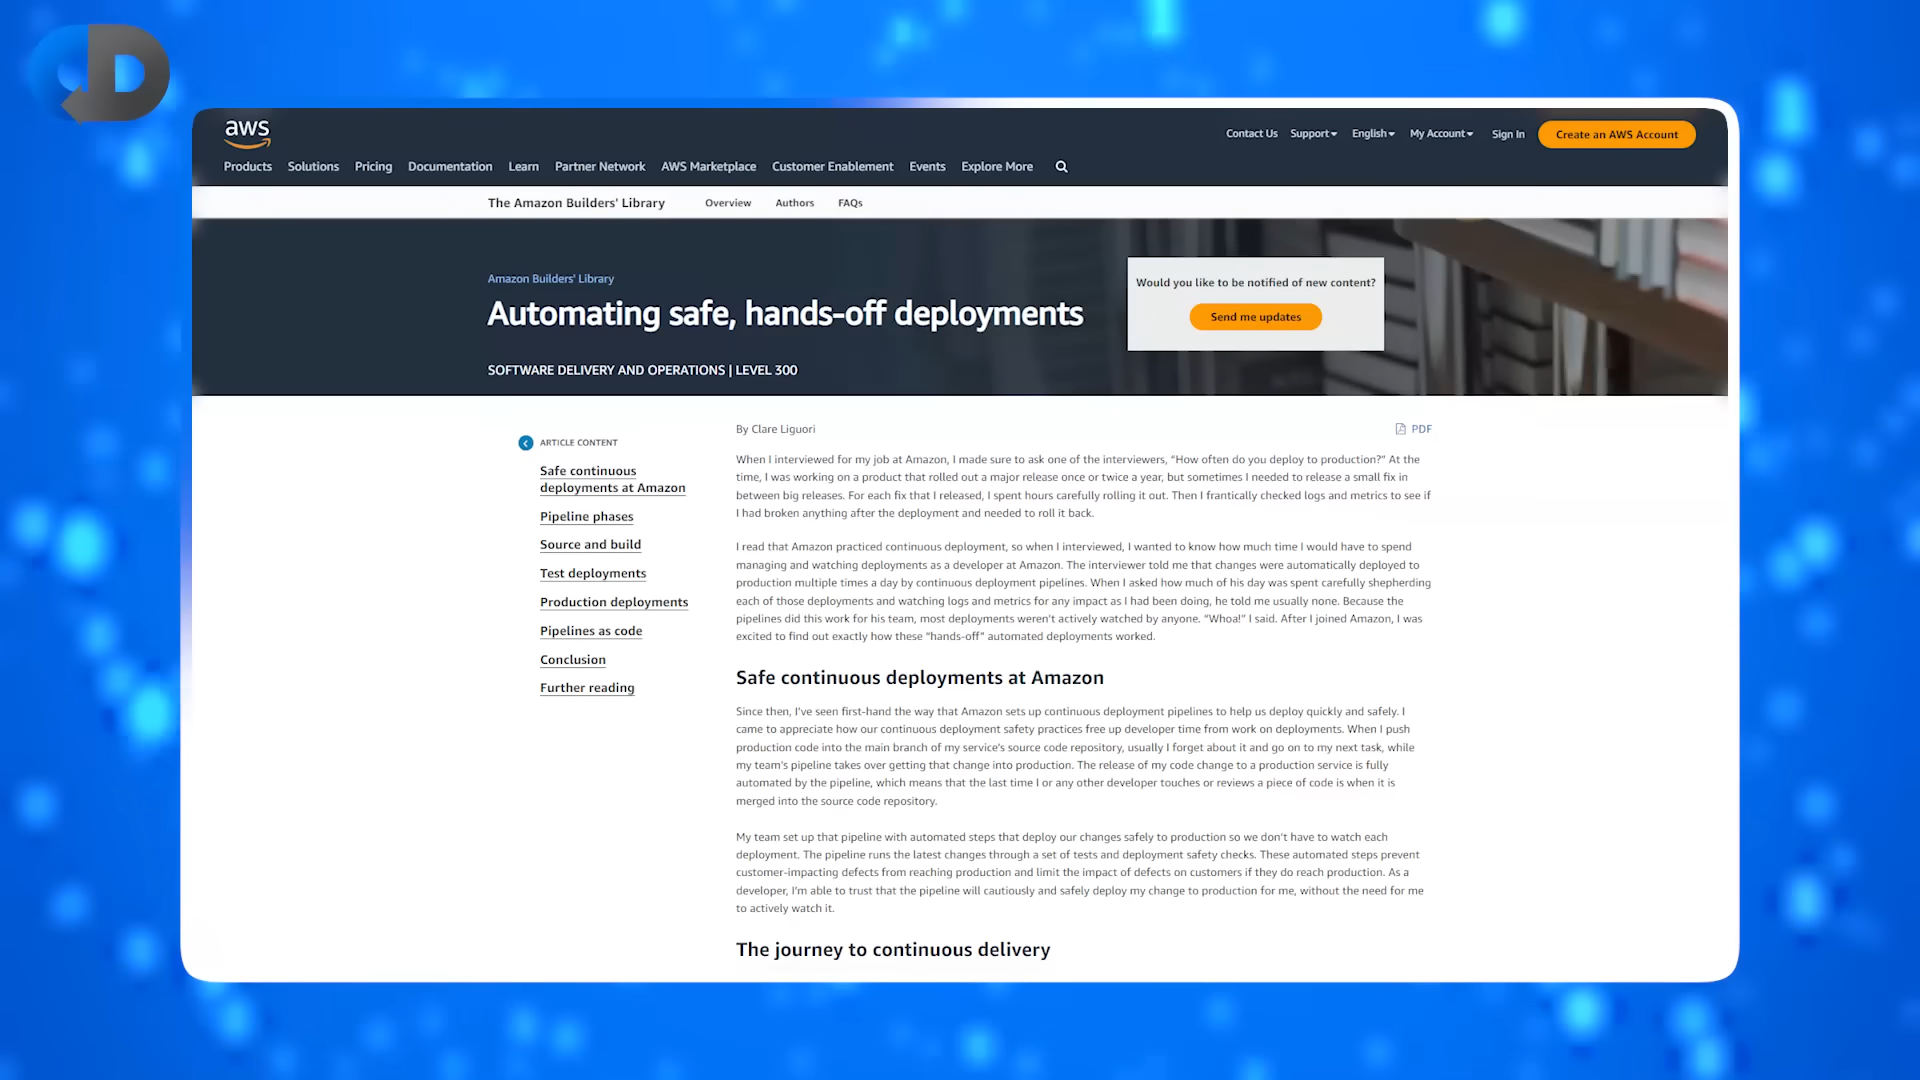 CD
aws
Contact Us Support English My Account Sign In Create an AWS Account
Products Solutions Pricing Documentation Learn Partner Network AWS Marketplace Customer Enablement Events Explore More
The Amazon Builders' Library Overview Authors FAQs
Amazon Builders' Library
Automating safe, hands-off deployments
SOFTWARE DELIVERY AND OPERATIONS | LEVEL 300
Would you like to be notified of new content?
Send me updates
ARTICLE CONTENT
Safe continuous
deployments at Amazon
Pipeline phases
Source and build
Test deployments
Production deployments
Pipelines as code
Conclusion
Further reading
By Clare Liguori
PDF
When I interviewed for my job at Amazon, I made sure to ask one of the interviewers, “How often do you deploy to production?” At the
time, I was working on a product that rolled out a major release once or twice a year, but sometimes I needed to release a small fix in
between big releases. For each fix that I released, I spent hours carefully rolling it out. Then I frantically checked logs and metrics to see if
I had broken anything after the deployment and needed to roll it back.
I read that Amazon practiced continuous deployment, so when I interviewed, I wanted to know how much time I would have to spend
managing and watching deployments as a developer at Amazon. The interviewer told me that changes were automatically deployed to
production multiple times a day by continuous deployment pipelines. When I asked how much of his day was spent carefully shepherding
each of those deployments and watching logs and metrics for any impact as I had been doing, he told me usually none. Because the
pipelines did this work for his team, most deployments weren't actively watched by anyone. “Whoa!” I said. After I joined Amazon, I was
excited to find out exactly how these “hands-off” automated deployments worked.
Safe continuous deployments at Amazon
Since then, I've seen first-hand the way that Amazon sets up continuous deployment pipelines to help us deploy quickly and safely. I
came to appreciate how our continuous deployment safety practices free up developer time from work on deployments. When I push
production code into the main branch of my service's source code repository, usually I forget about it and go on to my next task, while
my team's pipeline takes over getting that change into production. The release of my code change to a production service is fully
automated by the pipeline, which means that the last time I or any other developer touches or reviews a piece of code is when it is
merged into the source code repository.
My team set up that pipeline with automated steps that deploy our changes safely to production so we don't have to watch each
deployment. The pipeline runs the latest changes through a set of tests and deployment safety checks. These automated steps prevent
customer-impacting defects from reaching production and limit the impact of defects on customers if they do reach production. As a
developer, I'm able to trust that the pipeline will cautiously and safely deploy my change to production for me, without the need for me
to actively watch it.
The journey to continuous delivery